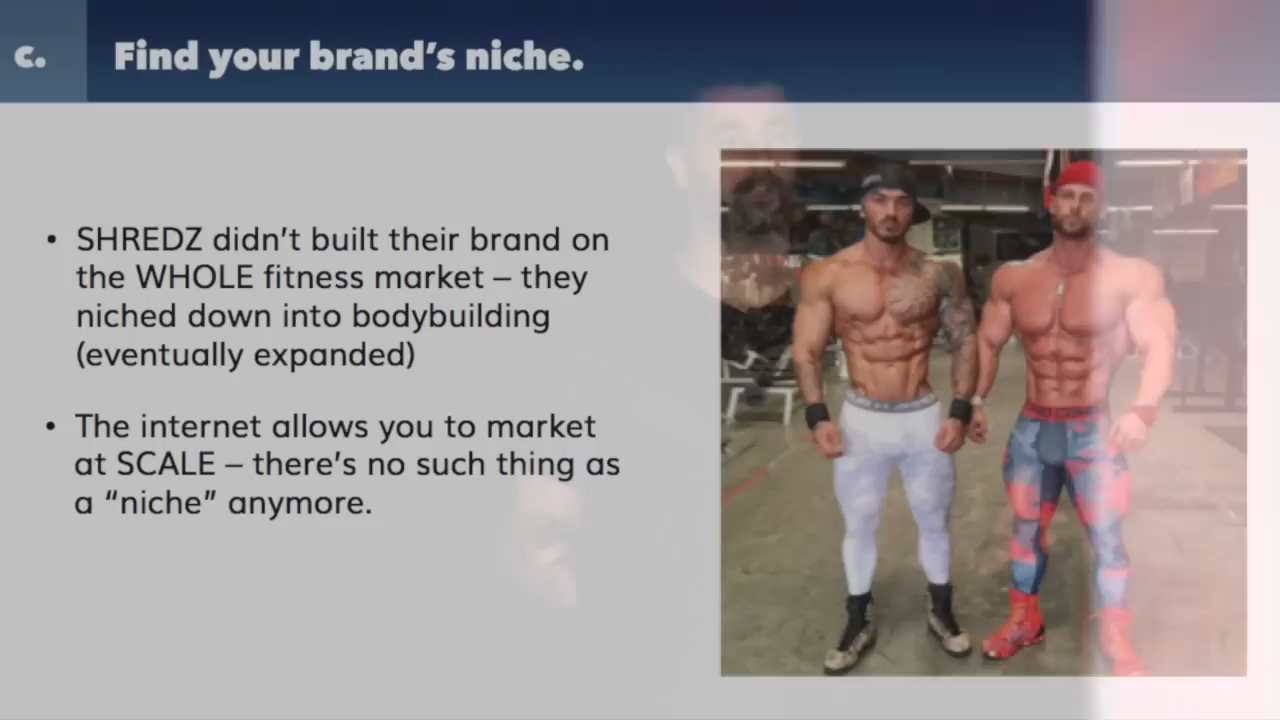 c.
Find your brand’s niche.
• SHREDZ didn’t built their brand on
the WHOLE fitness market – they
niched down into bodybuilding
(eventually expanded)
• The internet allows you to market
at SCALE – there’s no such thing as
a “niche” anymore.